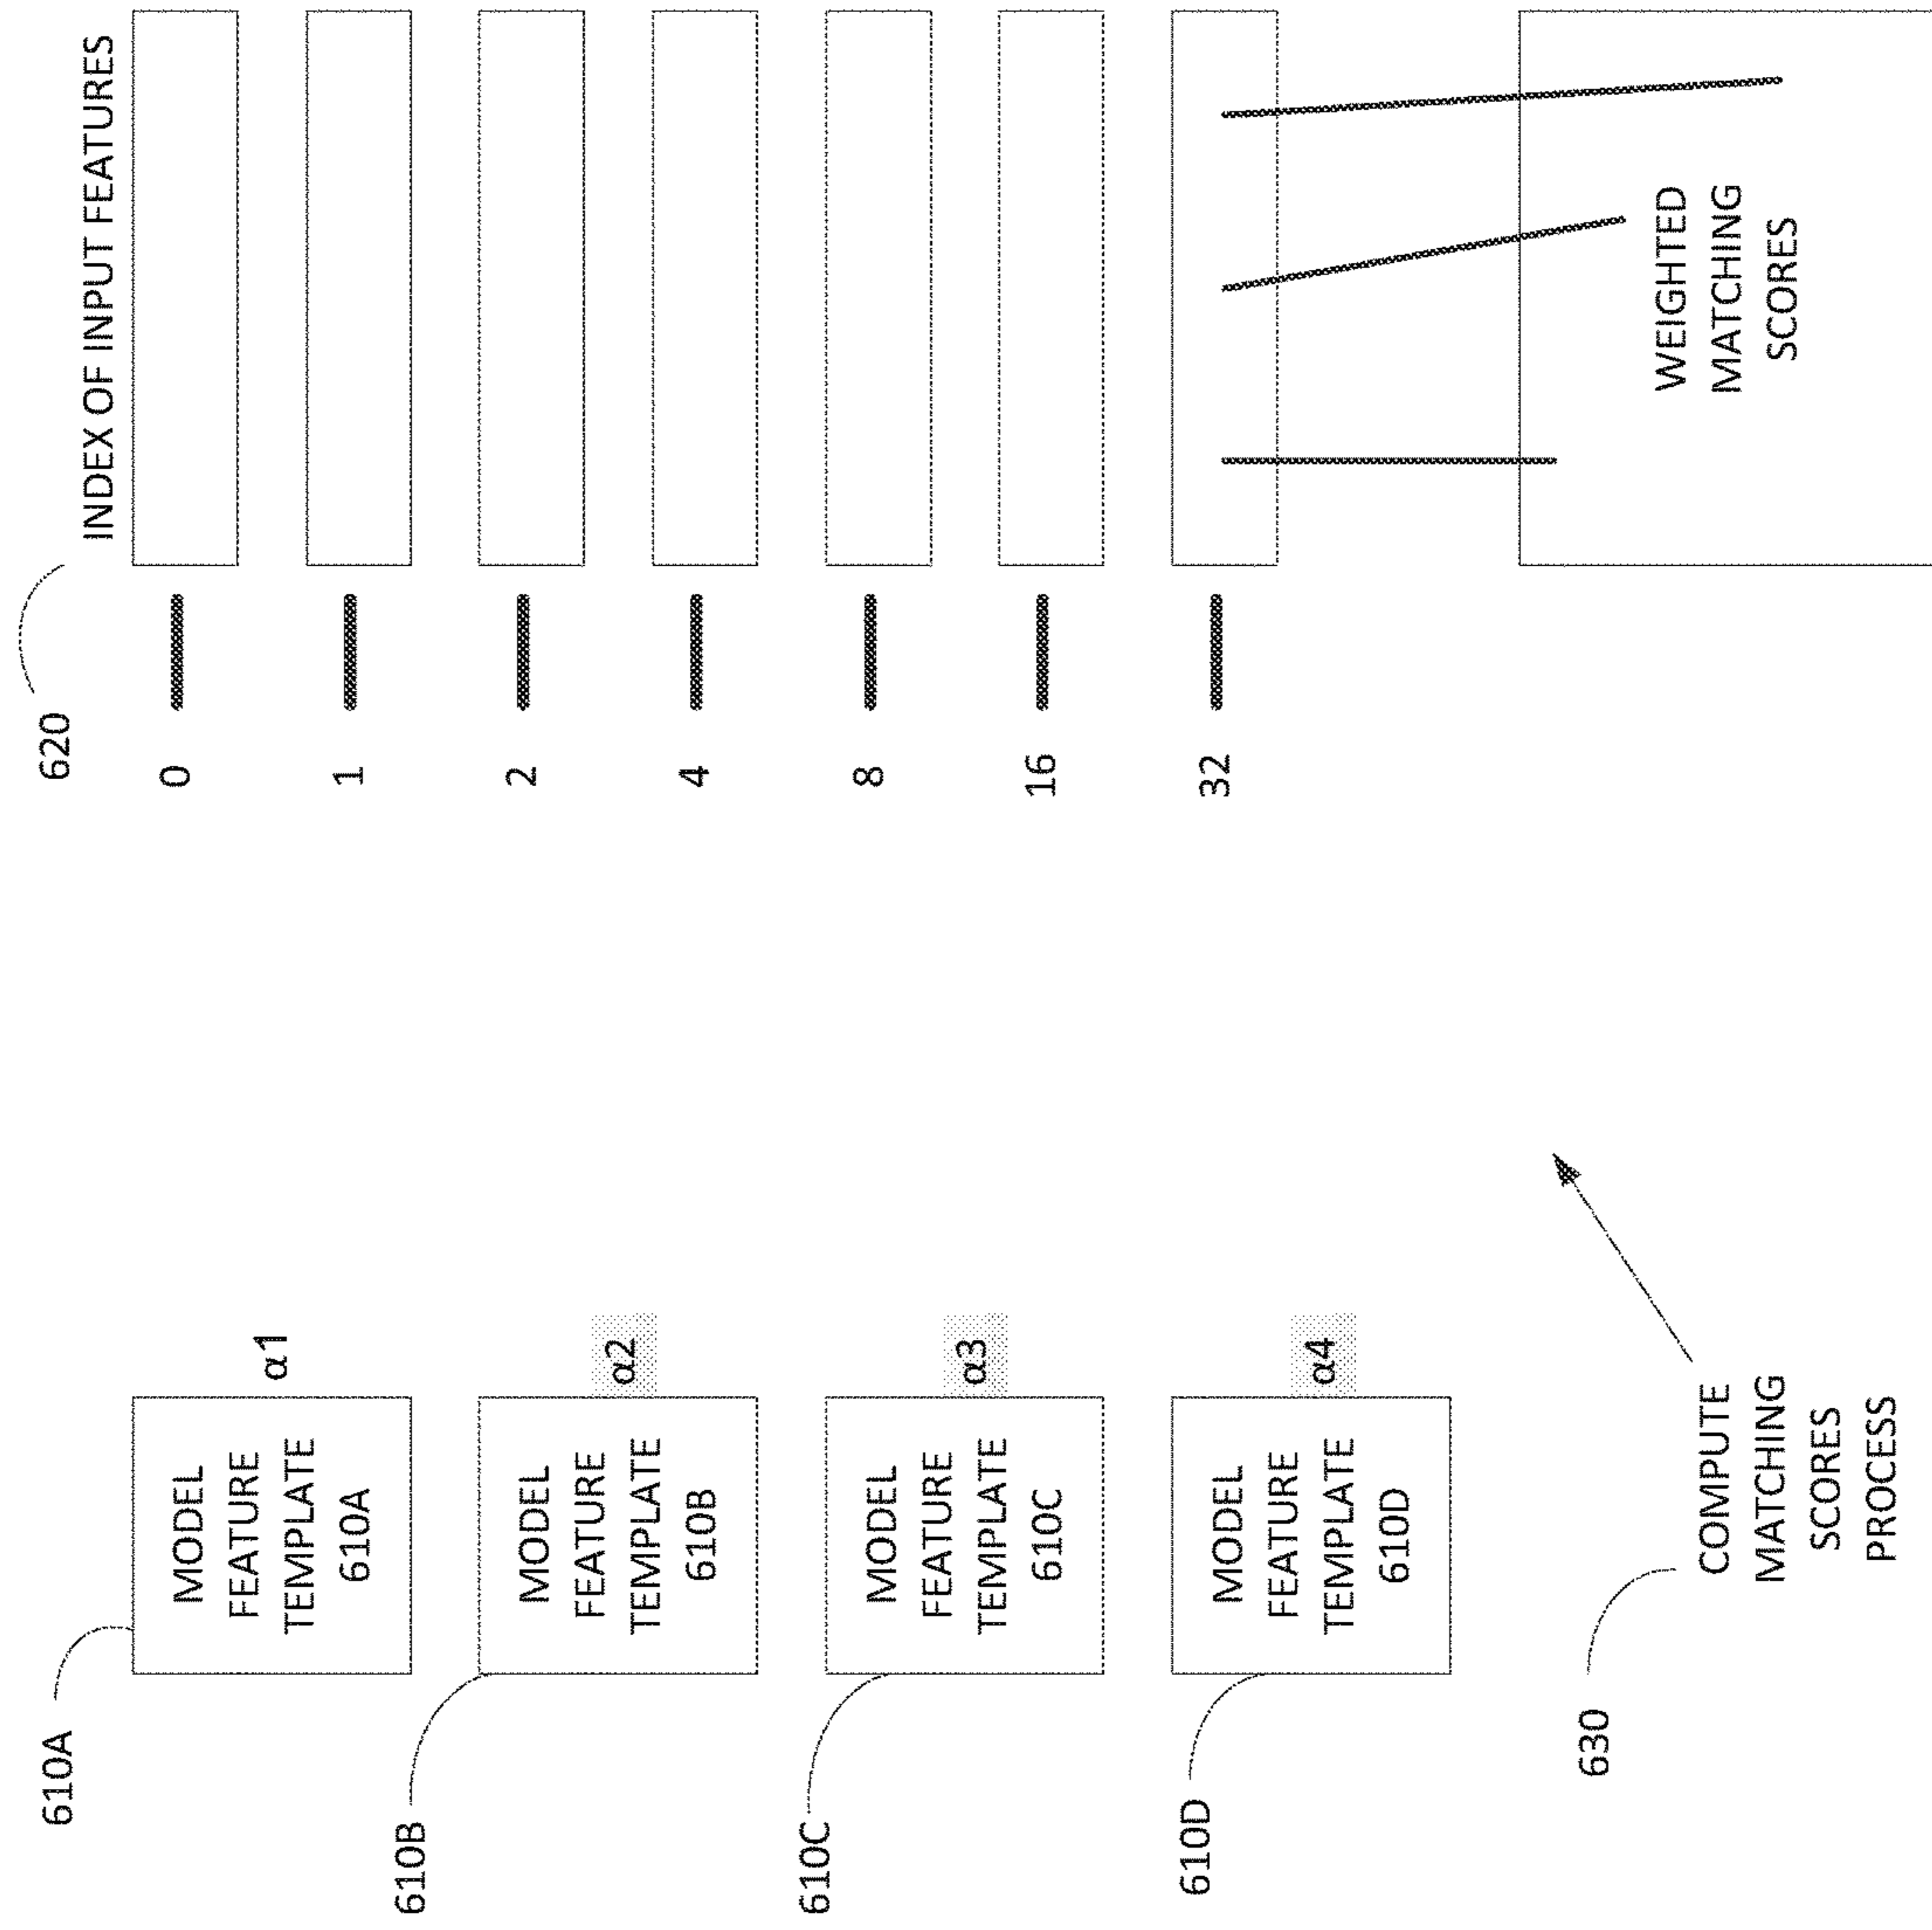 610A
MODEL
FEATURE
TEMPLATE
610A
α1
610B
MODEL
FEATURE
TEMPLATE
610B
α2
610C
MODEL
FEATURE
TEMPLATE
610C
α3
610D
MODEL
FEATURE
TEMPLATE
610D
α4
630
COMPUTE
MATCHING
SCORES
PROCESS
620
INDEX OF INPUT FEATURES
0
1
2
4
8
16
32
WEIGHTED
MATCHING
SCORES